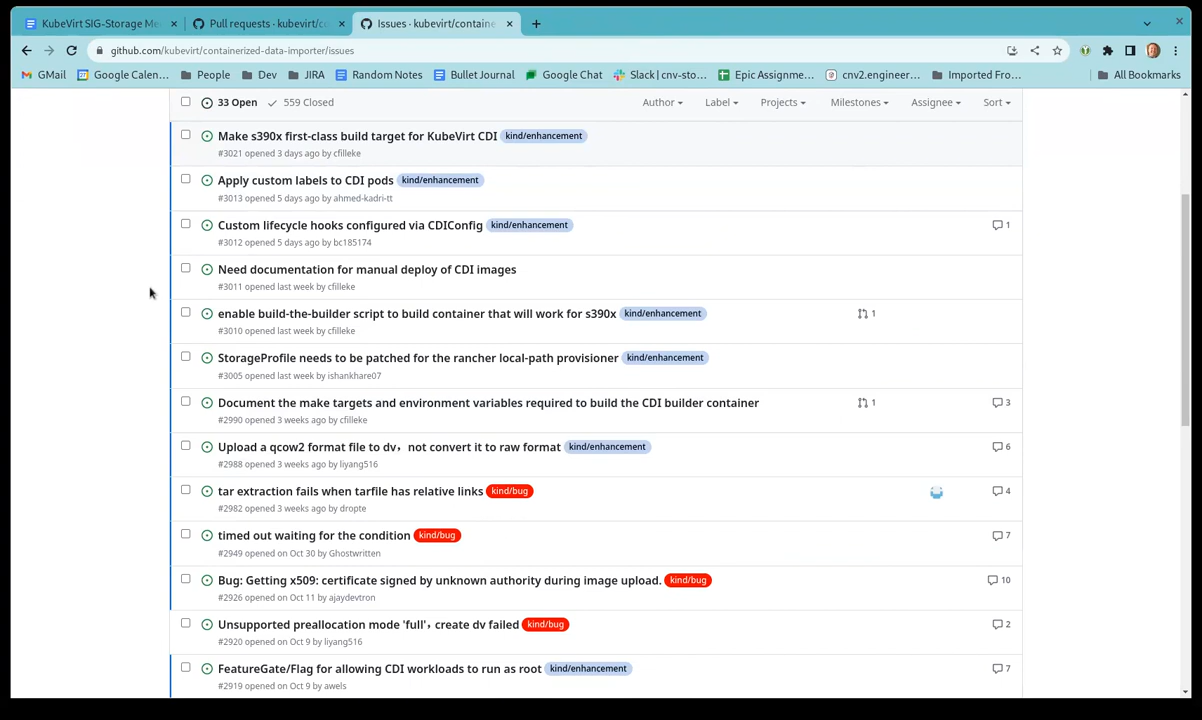 KubeVirt SIG-Storage Me
Pull requests · kubevirt/c
Issues · kubevirt/containe
github.com/kubevirt/containerized-data-importer/issues
GMail
Google Calen...
People
Dev
JIRA
Random Notes
Bullet Journal
Google Chat
Slack | cnv-sto...
Epic Assignme...
cnv2.engineer...
Imported Fro...
All Bookmarks
33 Open
559 Closed
Author
Label
Projects
Milestones
Assignee
Sort
Make s390x first-class build target for KubeVirt CDI kind/enhancement
#3021 opened 3 days ago by cfilleke
Apply custom labels to CDI pods kind/enhancement
#3013 opened 5 days ago by ahmed-kadri-tt
Custom lifecycle hooks configured via CDIConfig kind/enhancement 1
#3012 opened 5 days ago by bc185174
Need documentation for manual deploy of CDI images
#3011 opened last week by cfilleke
enable build-the-builder script to build container that will work for s390x kind/enhancement 1
#3010 opened last week by cfilleke
StorageProfile needs to be patched for the rancher local-path provisioner kind/enhancement
#3005 opened last week by ishankhare07
Document the make targets and environment variables required to build the CDI builder container 1 3
#2990 opened 3 weeks ago by cfilleke
Upload a qcow2 format file to dv，not convert it to raw format kind/enhancement 6
#2988 opened 3 weeks ago by liyang516
tar extraction fails when tarfile has relative links kind/bug 4
#2982 opened 3 weeks ago by dropte
timed out waiting for the condition kind/bug 7
#2949 opened on Oct 30 by Ghostwritten
Bug: Getting x509: certificate signed by unknown authority during image upload. kind/bug 10
#2926 opened on Oct 11 by ajaydevtron
Unsupported preallocation mode 'full'，create dv failed kind/bug 2
#2920 opened on Oct 9 by liyang516
FeatureGate/Flag for allowing CDI workloads to run as root kind/enhancement 7
#2919 opened on Oct 9 by awels